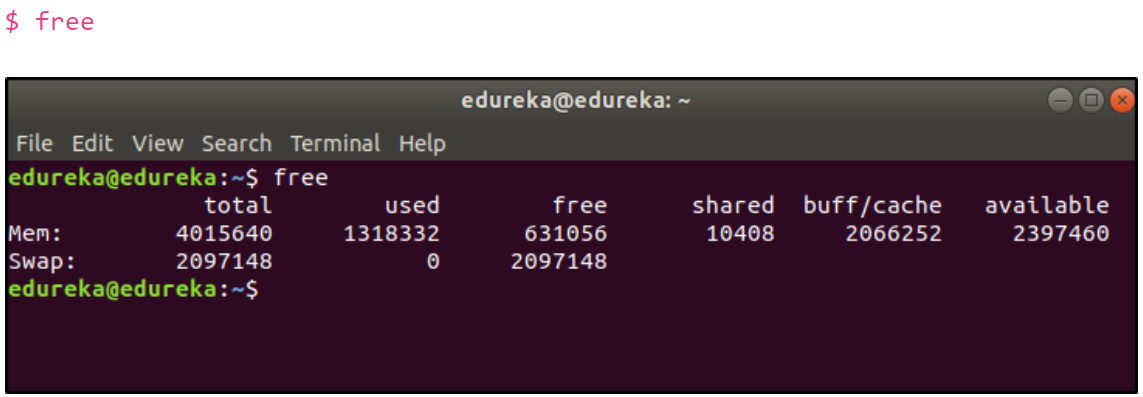 $ free
edureka@edureka: ~
File Edit View Search Terminal Help
edureka@edureka:~$ free
total used free shared buff/cache available
Mem: 4015640 1318332 631056 10408 2066252 2397460
Swap: 2097148 0 2097148
edureka@edureka:~$